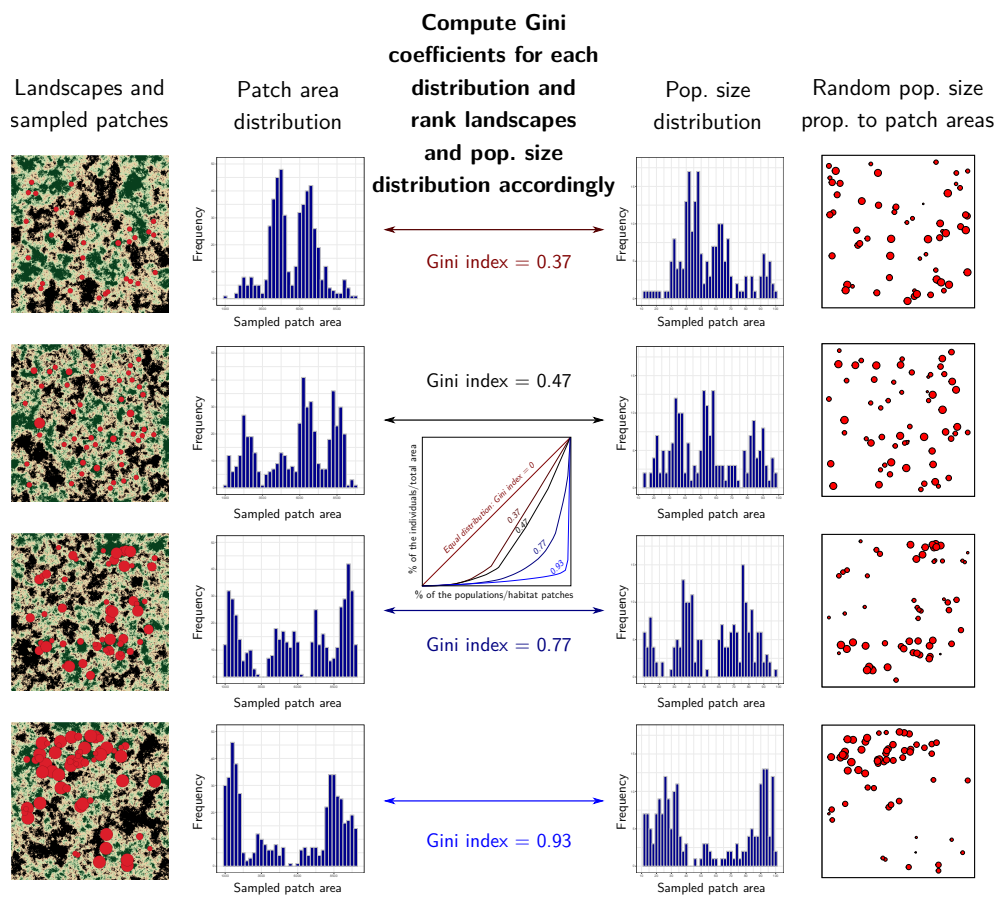 Compute Gini
coefficients for each
distribution and
rank landscapes
and pop. size
distribution accordingly
Landscapes and
sampled patches
Patch area
distribution
Pop. size
distribution
Random pop. size
prop. to patch areas
Frequency
Sampled patch area
Gini index = 0.37
Frequency
Sampled patch area
Frequency
Sampled patch area
Gini index = 0.47
Frequency
Sampled patch area
% of the individuals/total area
Equal distribution: Gini index = 0
0.37
0.47
0.77
0.93
% of the populations/habitat patches
Frequency
Sampled patch area
Gini index = 0.77
Frequency
Sampled patch area
Frequency
Sampled patch area
Gini index = 0.93
Frequency
Sampled patch area